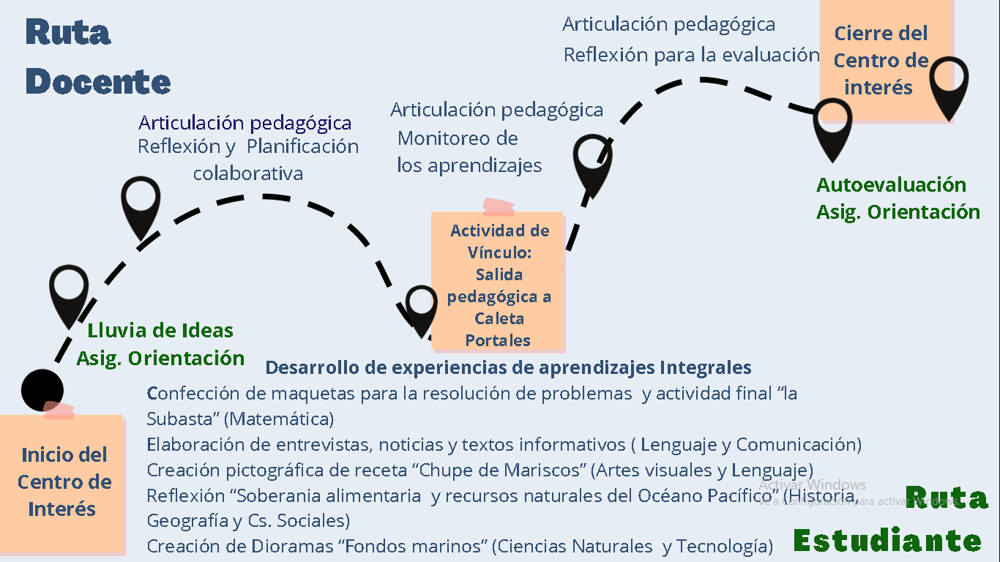 Ruta
Docente
Articulación pedagógica
Reflexión para la evaluación
Cierre del
Centro de
interés
Articulación pedagógica
Reflexión y Planificación
colaborativa
Articulación pedagógica
Monitoreo de
los aprendizajes
Autoevaluación
Asig. Orientación
Actividad de
Vínculo:
Salida
pedagógica a
Caleta
Portales
Lluvia de Ideas
Asig. Orientación
Desarrollo de experiencias de aprendizajes Integrales
Confección de maquetas para la resolución de problemas y actividad final “la
Subasta” (Matemática)
Elaboración de entrevistas, noticias y textos informativos ( Lenguaje y Comunicación)
Creación pictográfica de receta “Chupe de Mariscos” (Artes visuales y Lenguaje)
Reflexión “Soberania alimentaria y recursos naturales del Océano Pacífico” (Historia,
Geografía y Cs. Sociales)
Creación de Dioramas “Fondos marinos” (Ciencias Naturales y Tecnología)
Inicio del
Centro de
Interés
Activar Windows
Ve a Configuración para activar Windows.
Ruta
Estudiante